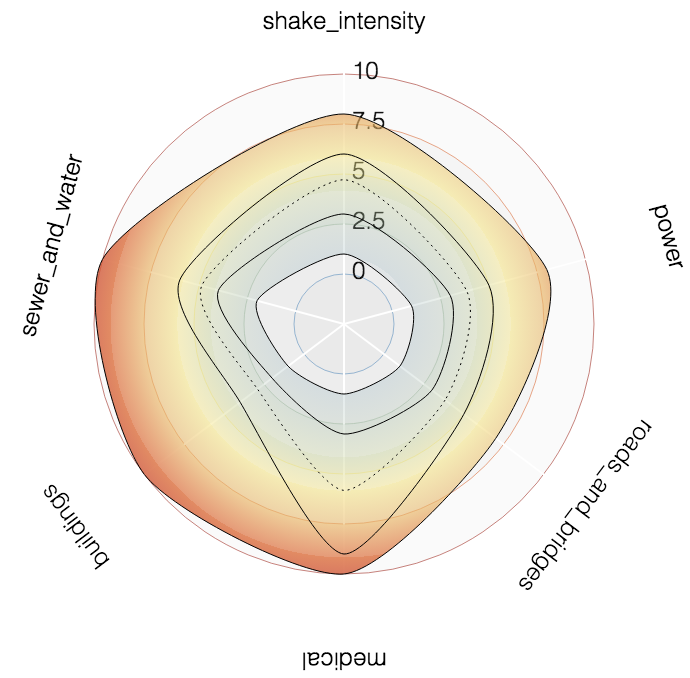 shake_intensity
10
7.5
5
2.5
0
power
roads_and_bridges
medical
buildings
sewer_and_water